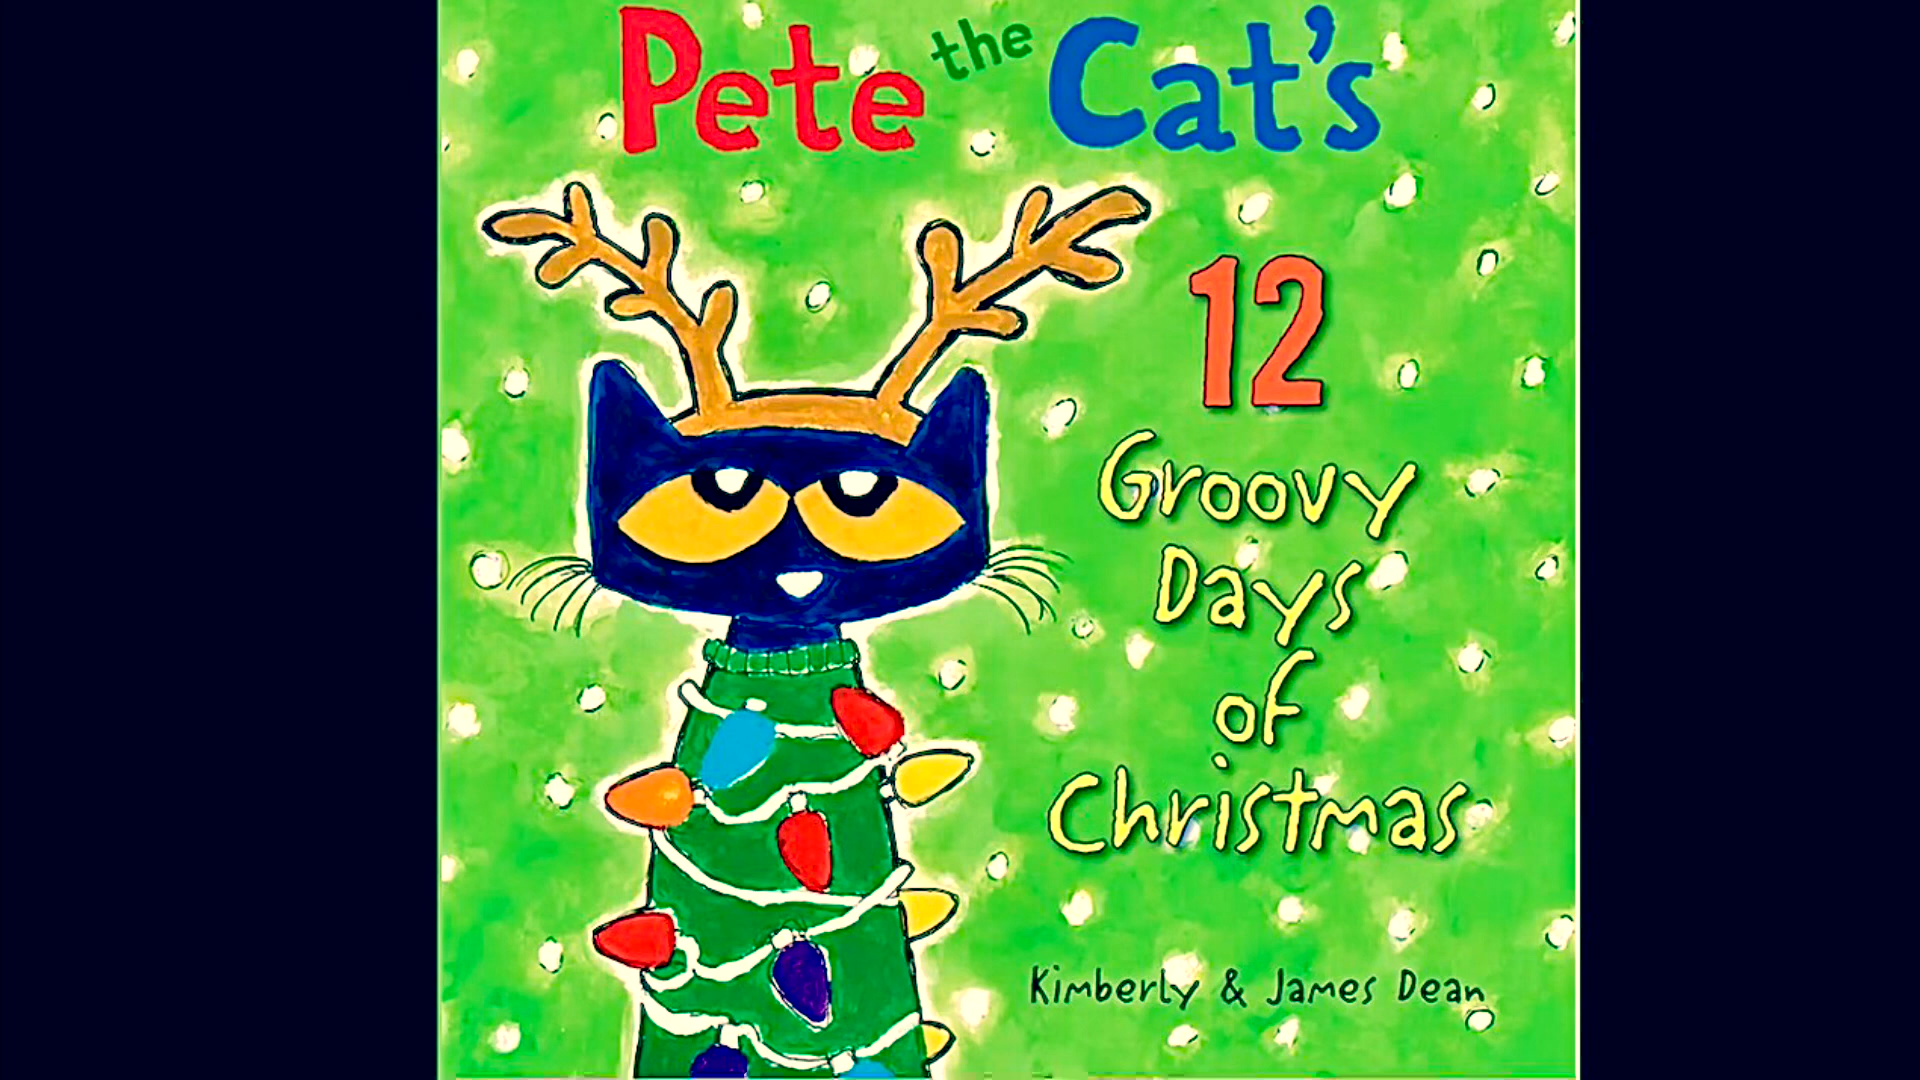 Pete the Cat's
12
Groovy
Days
of
Christmas
Kimberly & James Dean